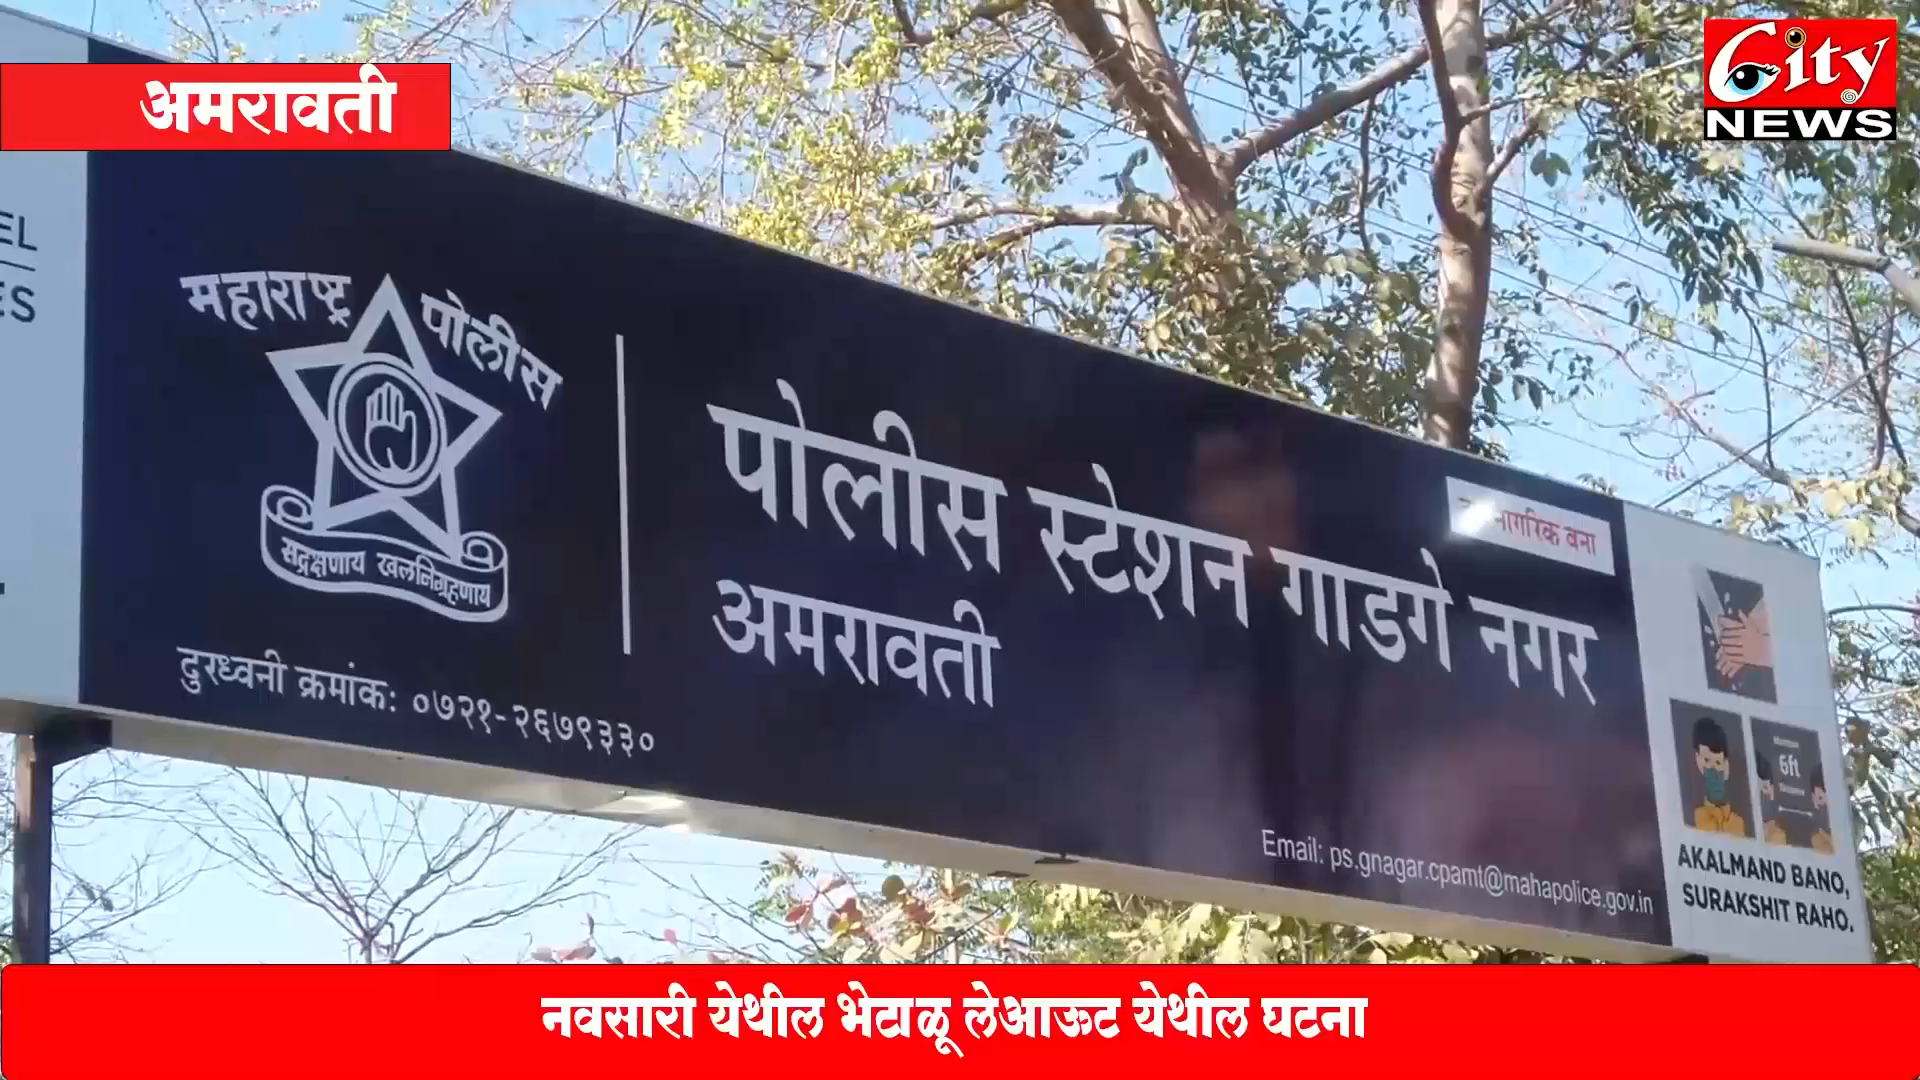 अमरावती
City
NEWS
EL
ES
महाराष्ट्र पोलीस
सद्रक्षणाय खलनिग्रहणाय
दुरध्वनी क्रमांक: ०७२१-२६७९३३०
पोलीस स्टेशन गाडगे नगर
अमरावती
नागरिक बना
Email: ps.gnagar.cpamt@mahapolice.gov.in
6ft
AKALMAND BANO,
SURAKSHIT RAHO.
नवसारी येथील भेटाळू लेआऊट येथील घटना